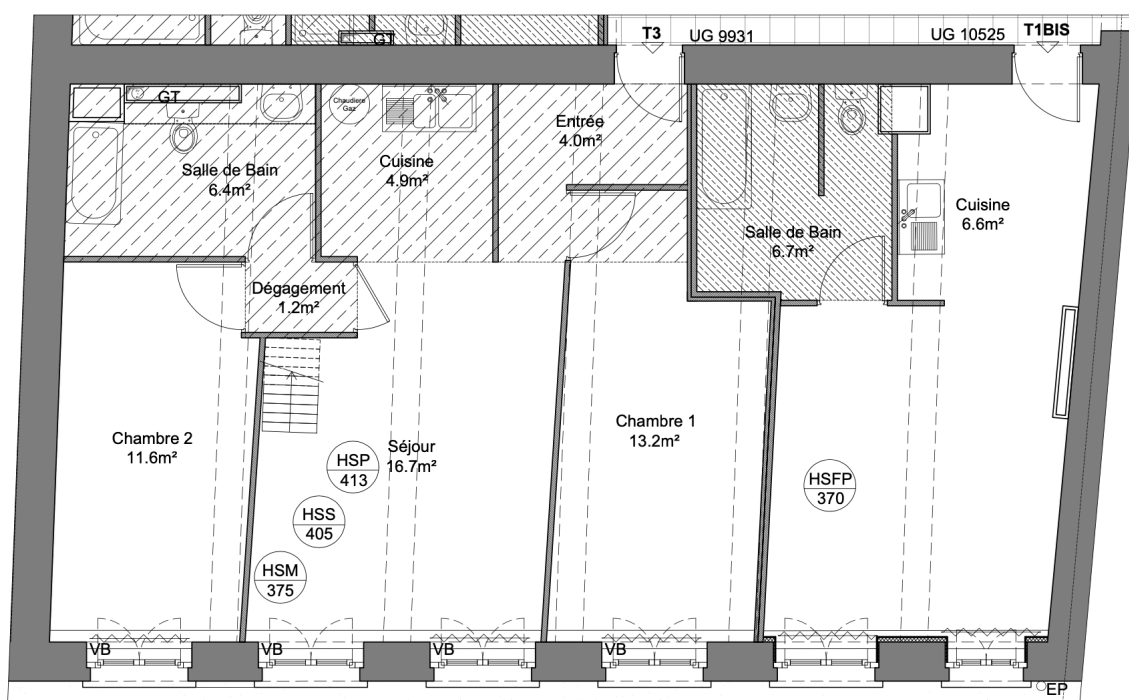 GT
T3
UG 9931
UG 10525
T1BIS
GT
Chaudiere
Gaz
Entrée
4.0m²
Salle de Bain
6.4m²
Cuisine
4.9m²
Cuisine
6.6m²
Salle de Bain
6.7m²
Dégagement
1.2m²
Chambre 2
11.6m²
Séjour
16.7m²
Chambre 1
13.2m²
HSP
413
HSFP
370
HSS
405
HSM
375
VB
VB
VB
VB
EP